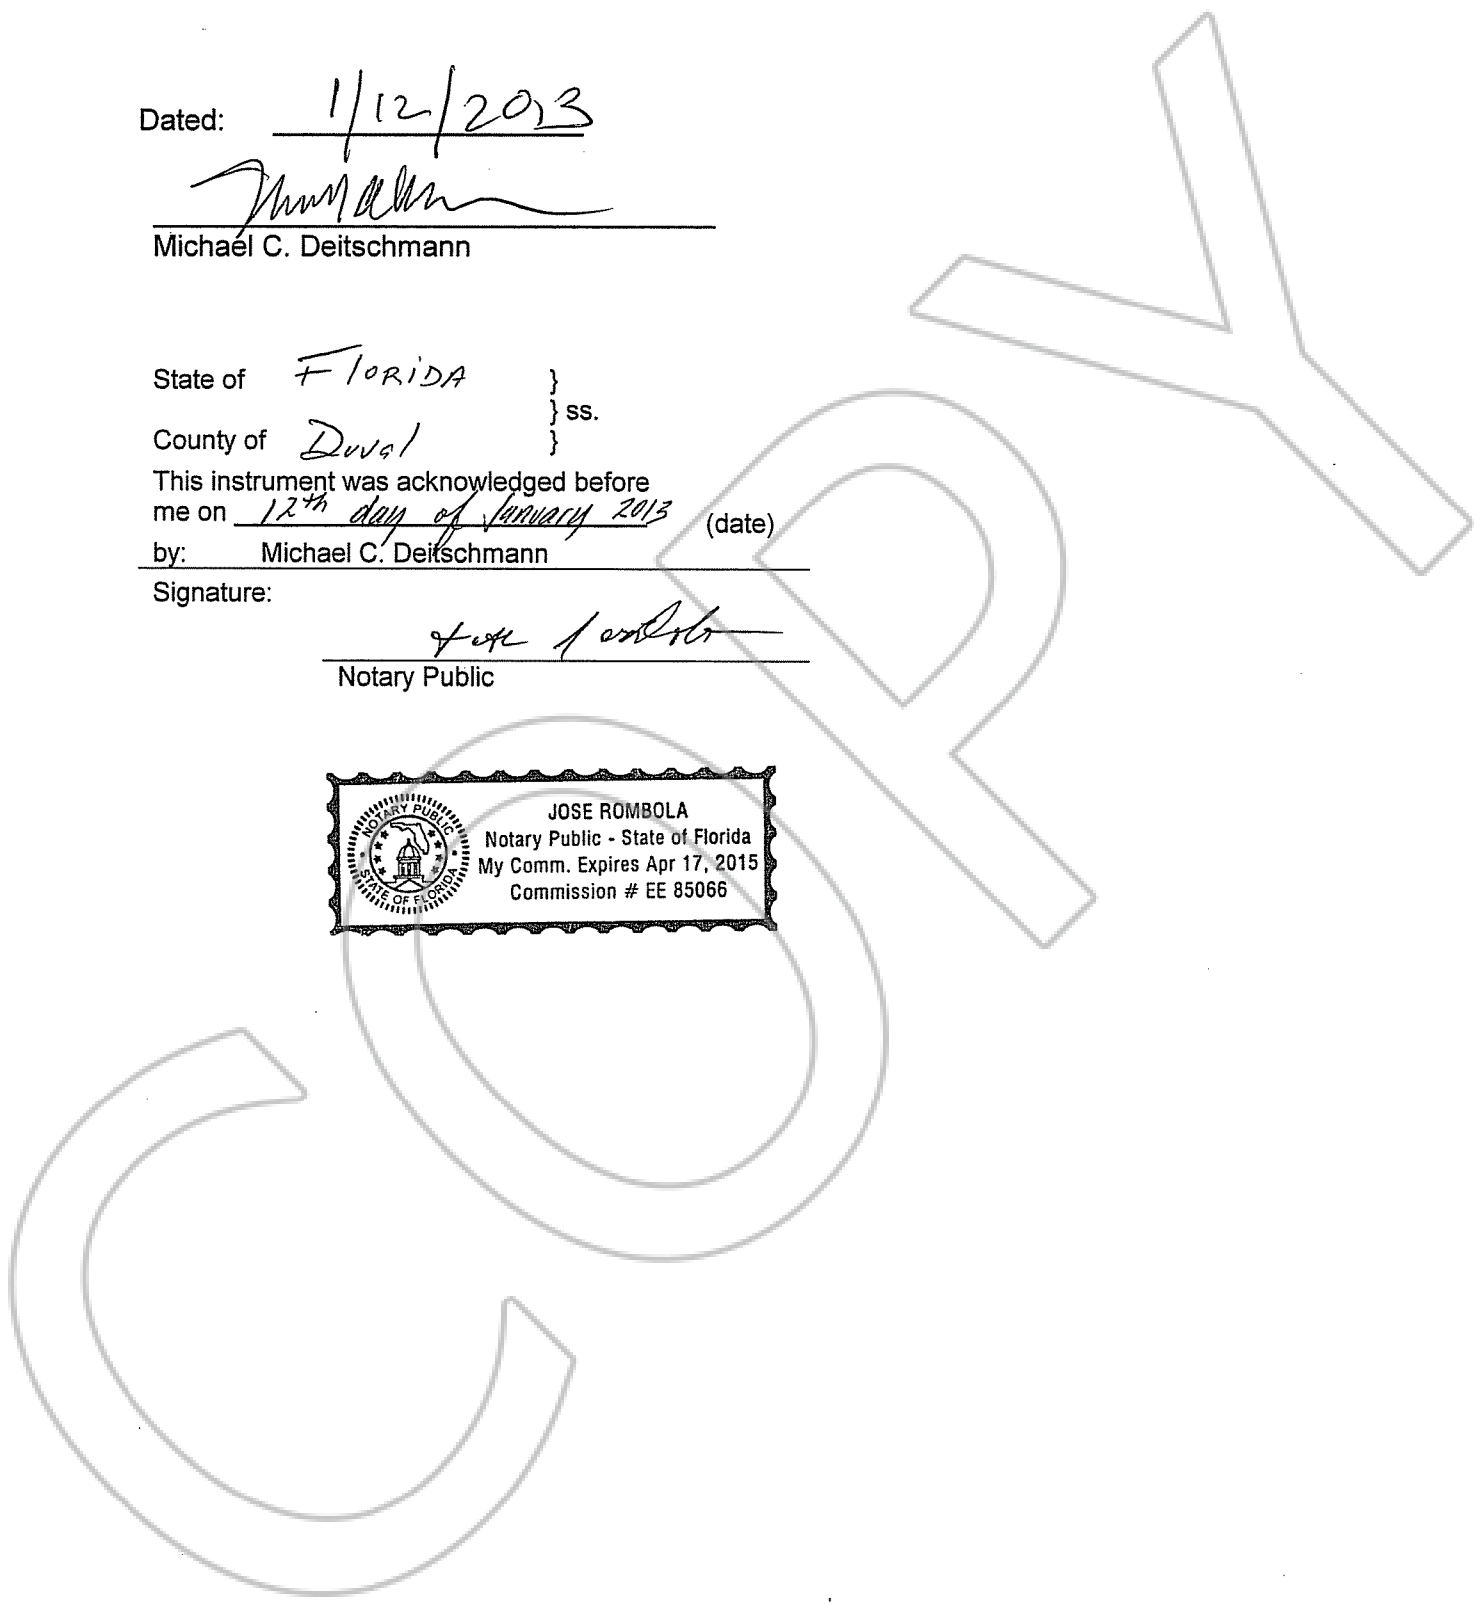 Dated: 1/12/2013
Michael C. Deitschmann
State of Florida }
} ss.
County of Duval }
This instrument was acknowledged before
me on 12th day of January 2013 (date)
by: Michael C. Deitschmann
Signature:
Notary Public
NOTARY PUBLIC
STATE OF FLORIDA
JOSE ROMBOLA
Notary Public - State of Florida
My Comm. Expires Apr 17, 2015
Commission # EE 85066
COPY